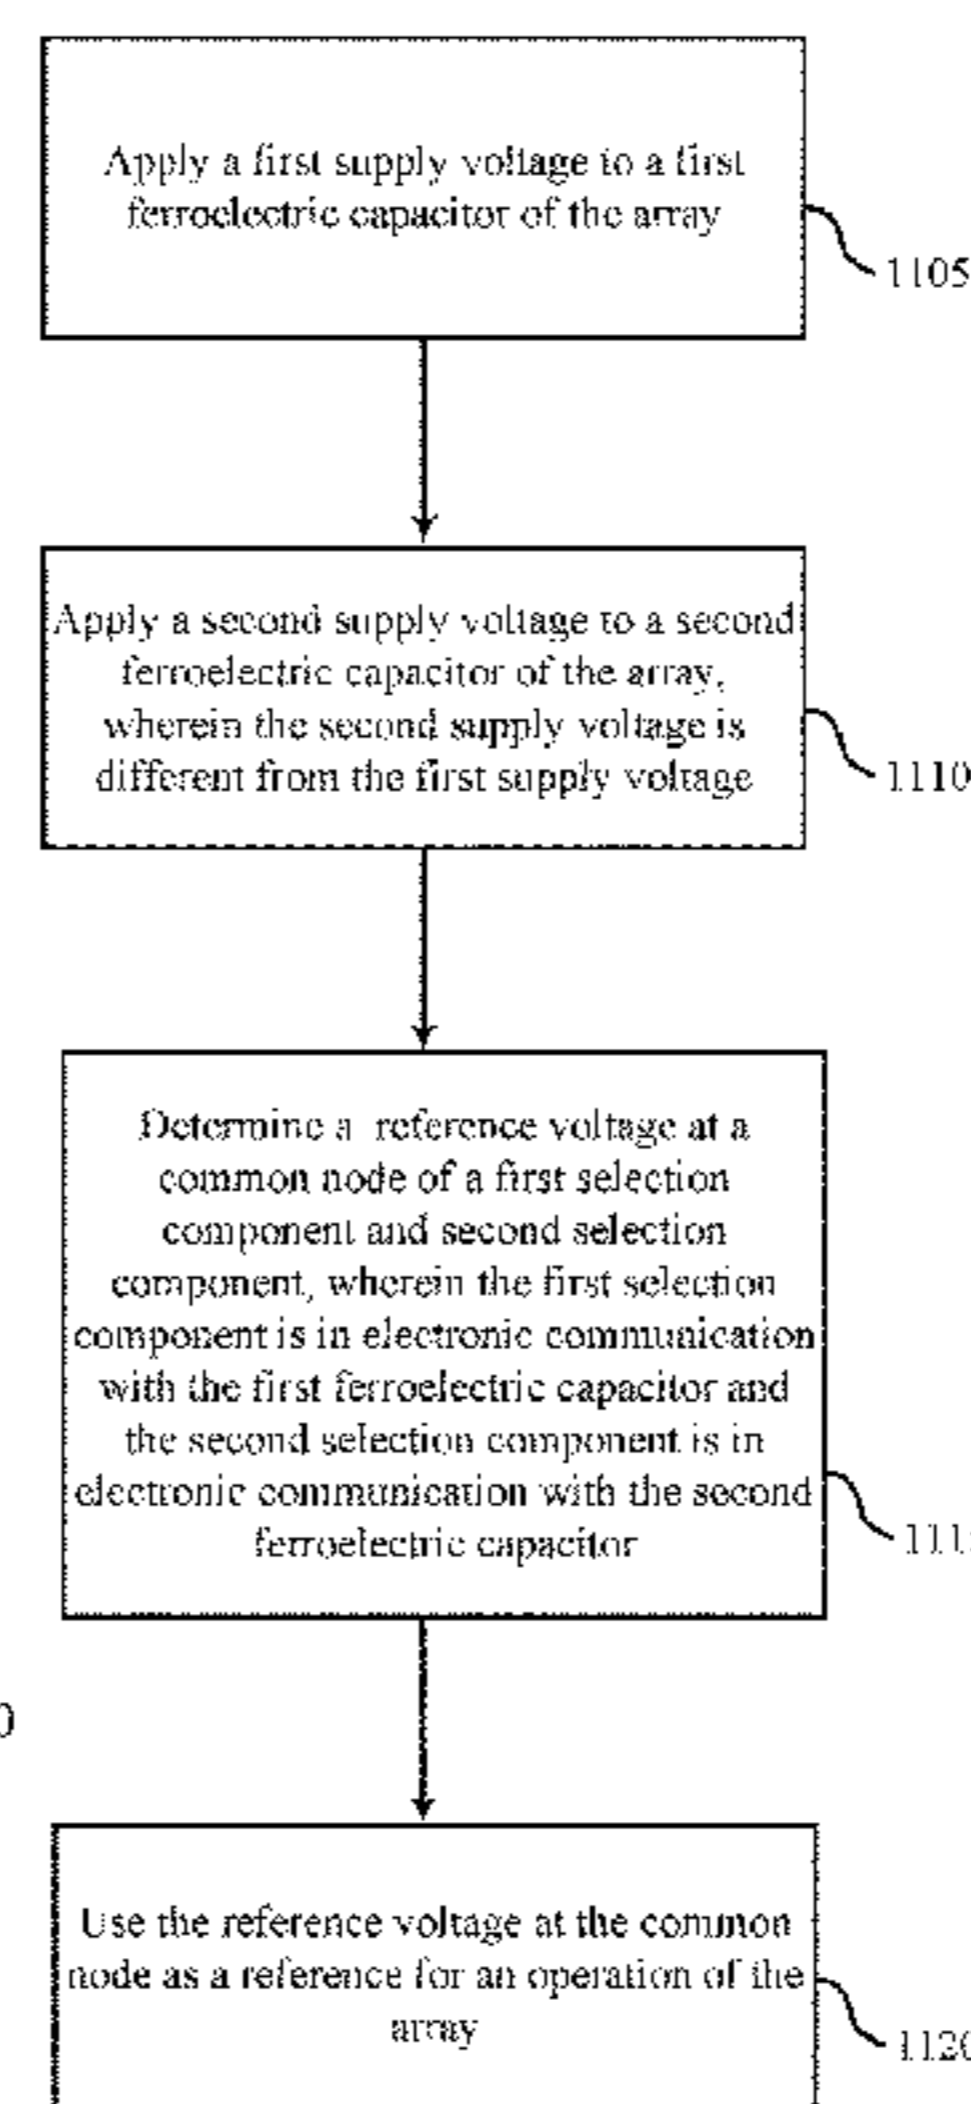 Apply a first supply voltage to a first
ferroelectric capacitor of the array
1105
Apply a second supply voltage to a second
ferroelectric capacitor of the array,
wherein the second supply voltage is
different from the first supply voltage
1110
Determine a reference voltage at a
common node of a first selection
component and second selection
component, wherein the first selection
component is in electronic communication
with the first ferroelectric capacitor and
the second selection component is in
electronic communication with the second
ferroelectric capacitor
Use the reference voltage at the common
node as a reference for an operation of the
array
1120